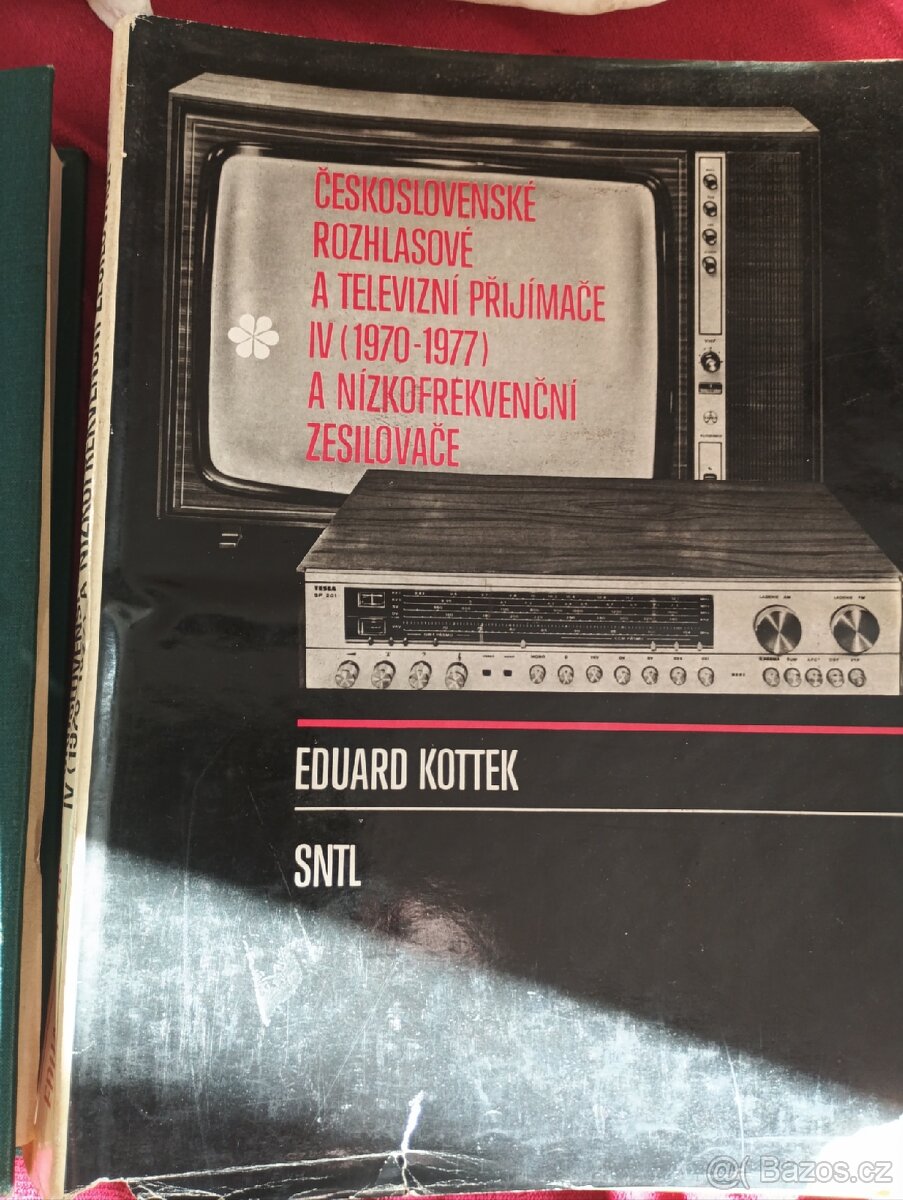 ČESKOSLOVENSKÉ
ROZHLASOVÉ
A TELEVIZNÍ PŘIJÍMAČE
IV (1970-1977)
A NÍZKOFREKVENČNÍ
ZESILOVAČE
TESLA
EDUARD KOTTEK
SNTL
Bazos.cz